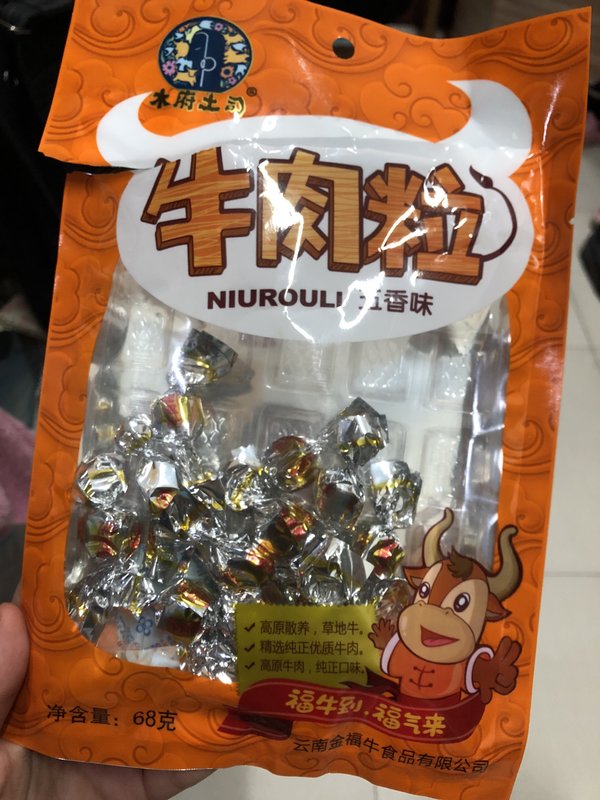 木府土司®
牛肉粒
NIUROULI 五香味
高原散养，草地牛。
精选纯正优质牛肉。
高原牛肉，纯正口味。
土
福牛到·福气来
净含量：68克
云南金福牛食品有限公司